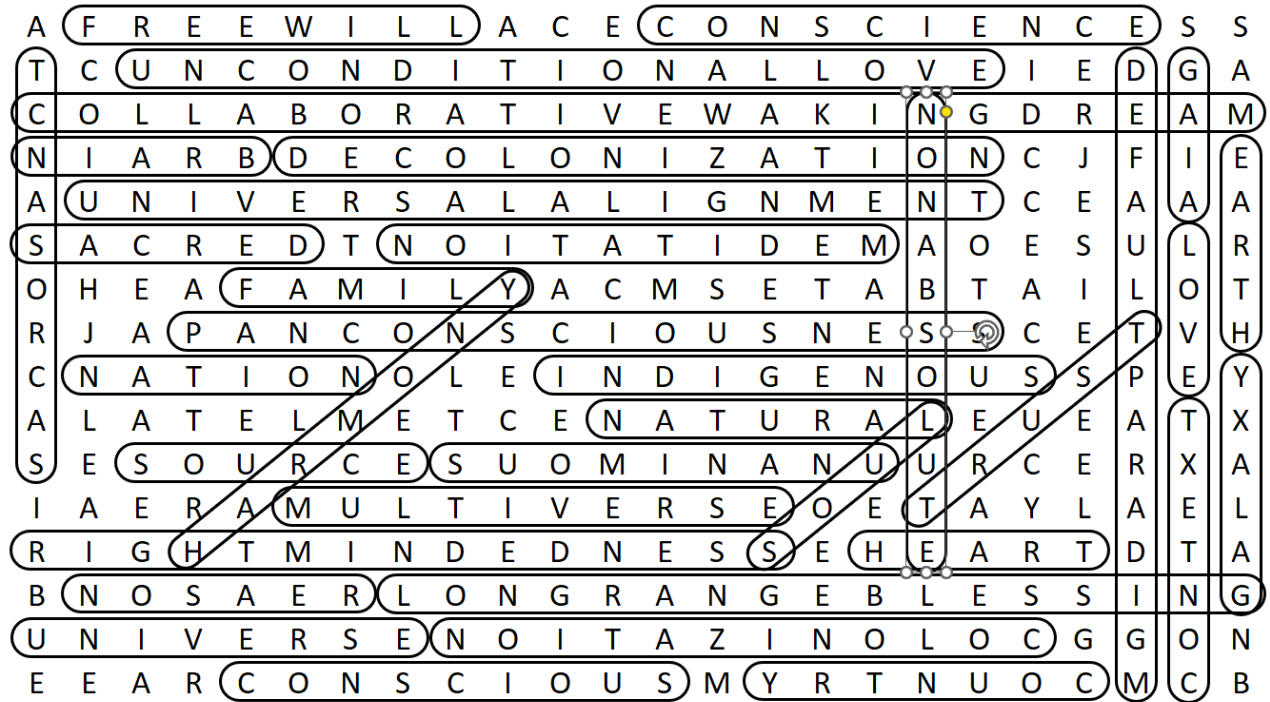 A F R E E W I L L A C E C O N S C I E N C E S S
T C U N C O N D I T I O N A L L O V E I E D G A
C O L L A B O R A T I V E W A K I N G D R E A M
N I A R B D E C O L O N I Z A T I O N C J F I E
A U N I V E R S A L A L I G N M E N T C E A A A
S A C R E D T N O I T A T I D E M A O E S U L R
O H E A F A M I L Y A C M S E T A B T A I L O T
R J A P A N C O N S C I O U S N E S S C E T V H
C N A T I O N O L E I N D I G E N O U S S P E Y
A L A T E L M E T C E N A T U R A L E U E A T X
S E S O U R C E S U O M I N A N U U R C E R X A
I A E R A M U L T I V E R S E O E T A Y L A E L
R I G H T M I N D E D N E S S E H E A R T D T A
B N O S A E R L O N G R A N G E B L E S S I N G
U N I V E R S E N O I T A Z I N O L O C G G O N
E E A R C O N S C I O U S M Y R T N U O C M C B